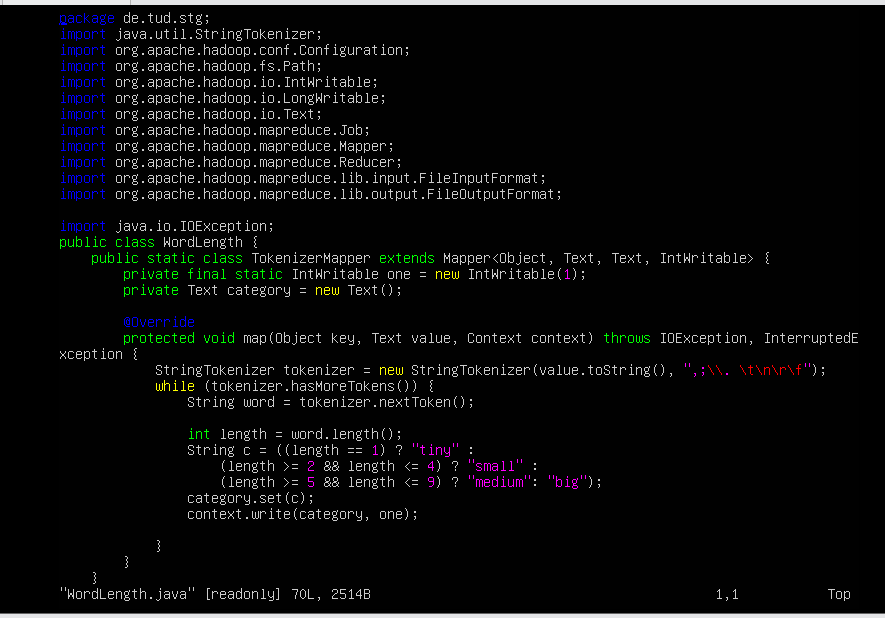 package de.tud.stg;
import java.util.StringTokenizer;
import org.apache.hadoop.conf.Configuration;
import org.apache.hadoop.fs.Path;
import org.apache.hadoop.io.IntWritable;
import org.apache.hadoop.io.LongWritable;
import org.apache.hadoop.io.Text;
import org.apache.hadoop.mapreduce.Job;
import org.apache.hadoop.mapreduce.Mapper;
import org.apache.hadoop.mapreduce.Reducer;
import org.apache.hadoop.mapreduce.lib.input.FileInputFormat;
import org.apache.hadoop.mapreduce.lib.output.FileOutputFormat;

import java.io.IOException;
public class WordLength {
    public static class TokenizerMapper extends Mapper<Object, Text, Text, IntWritable> {
        private final static IntWritable one = new IntWritable(1);
        private Text category = new Text();

        @Override
        protected void map(Object key, Text value, Context context) throws IOException, InterruptedE
xception {
            StringTokenizer tokenizer = new StringTokenizer(value.toString(), ",;\\. \t\n\r\f");
            while (tokenizer.hasMoreTokens()) {
                String word = tokenizer.nextToken();

                int length = word.length();
                String c = ((length == 1) ? "tiny" :
                    (length >= 2 && length <= 4) ? "small" :
                    (length >= 5 && length <= 9) ? "medium": "big");
                category.set(c);
                context.write(category, one);

            }
        }
    }
"WordLength.java" [readonly] 70L, 2514B 1,1 Top